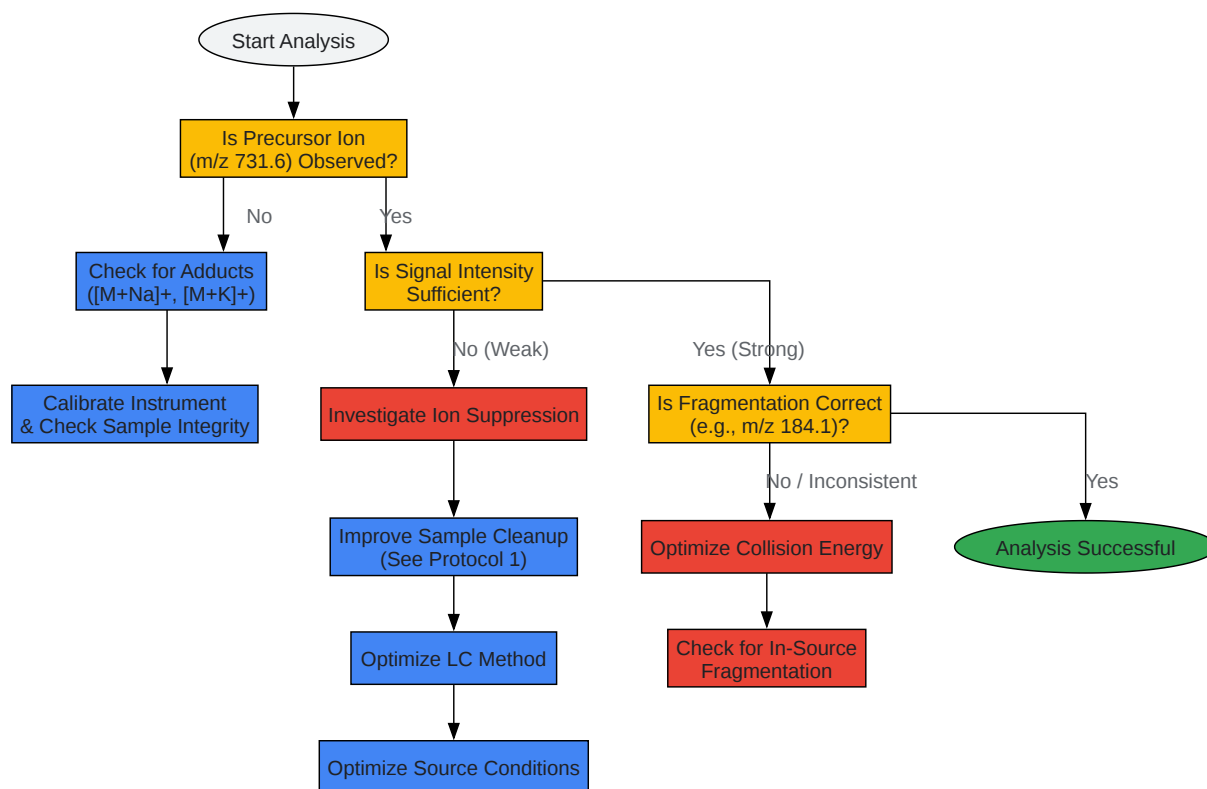 Start Analysis
Is Precursor Ion
(m/z 731.6) Observed?
No
Yes
Check for Adducts
([M+Na]+, [M+K]+)
Is Signal Intensity
Sufficient?
No (Weak)
Yes (Strong)
Calibrate Instrument
& Check Sample Integrity
Investigate Ion Suppression
Is Fragmentation Correct
(e.g., m/z 184.1)?
No / Inconsistent
Yes
Improve Sample Cleanup
(See Protocol 1)
Optimize Collision Energy
Analysis Successful
Optimize LC Method
Check for In-Source
Fragmentation
Optimize Source Conditions